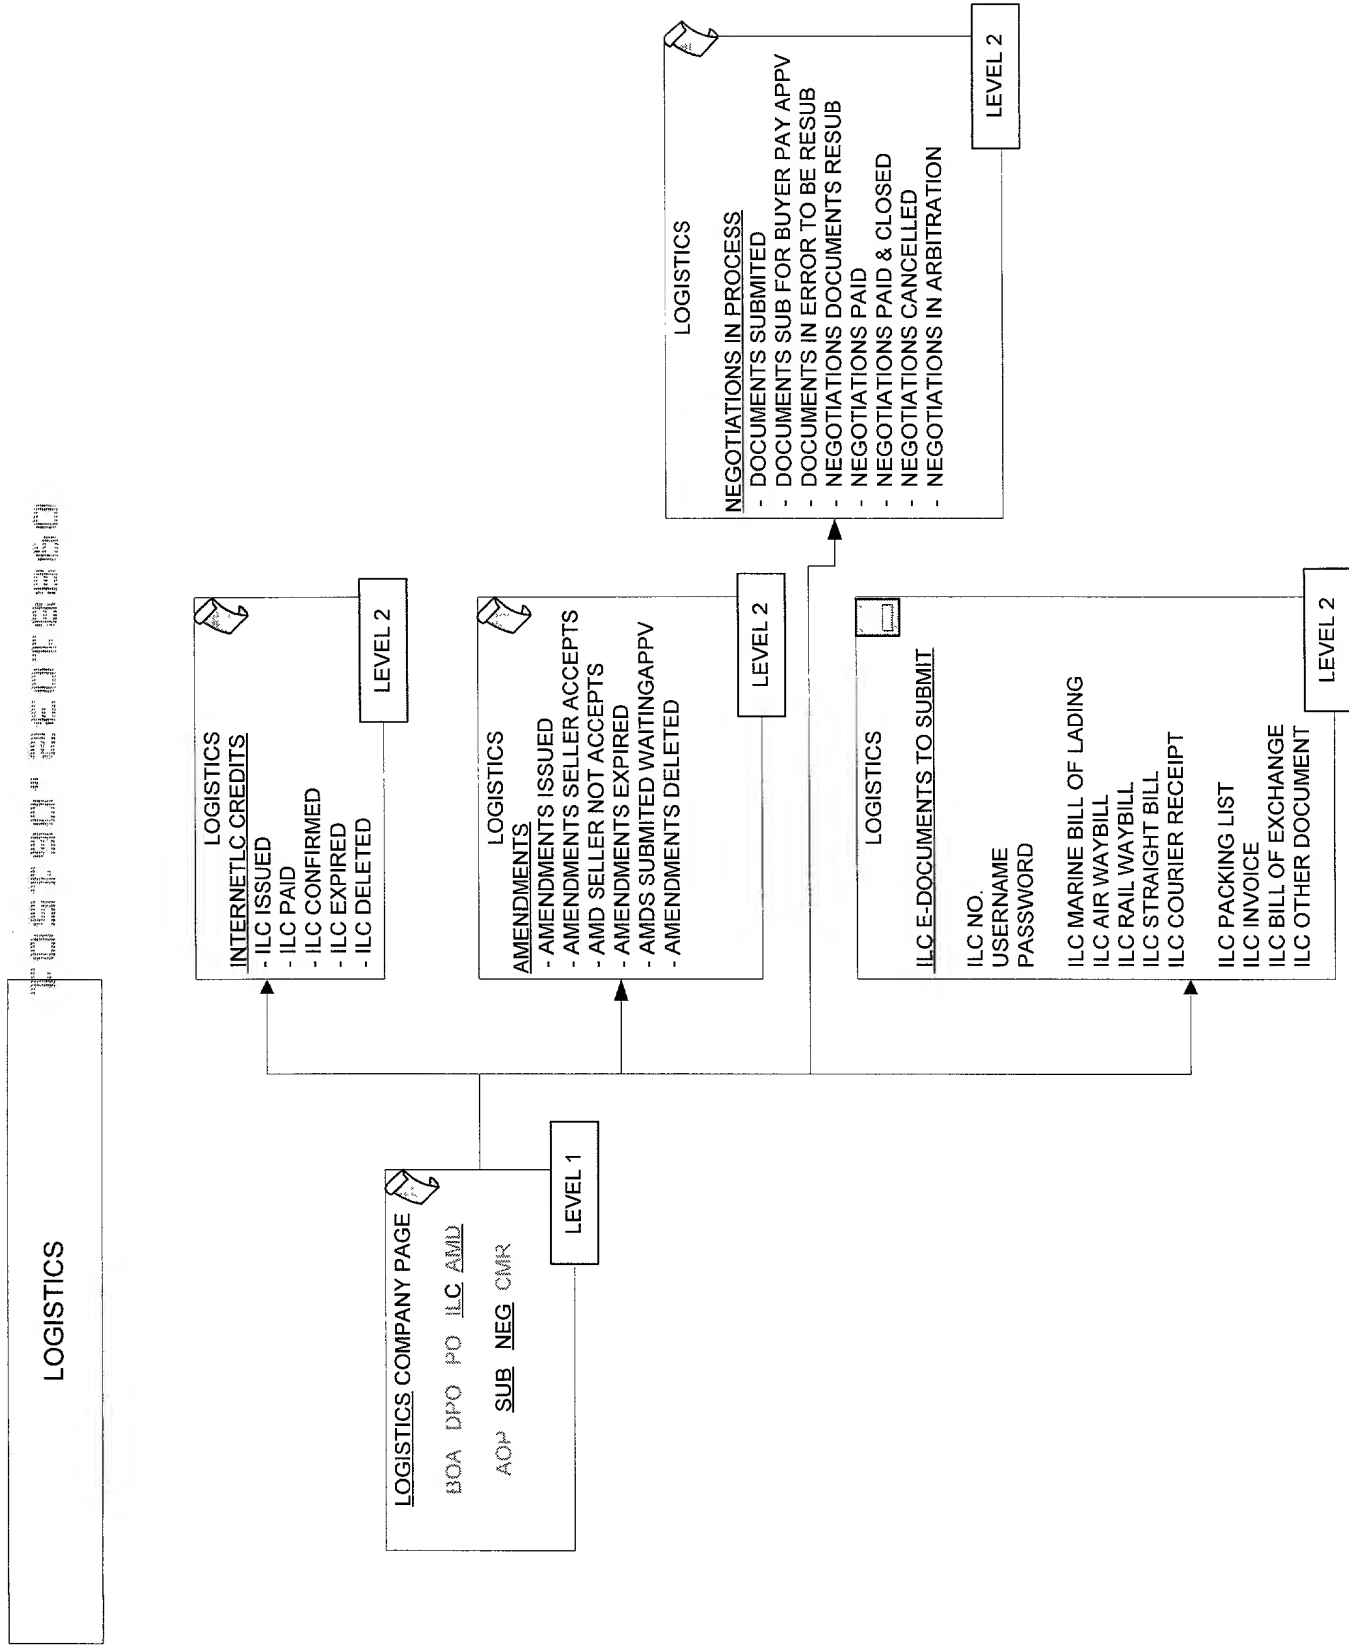 LOGISTICS
LOGISTICS COMPANY PAGE
BOA DPO PO ILC AMD
AOP SUB NEG CMR
LEVEL 1
LOGISTICS
INTERNETLC CREDITS
- ILC ISSUED
- ILC PAID
- ILC CONFIRMED
- ILC EXPIRED
- ILC DELETED
LEVEL 2
LOGISTICS
AMENDMENTS
- AMENDMENTS ISSUED
- AMENDMENTS SELLER ACCEPTS
- AMD SELLER NOT ACCEPTS
- AMENDMENTS EXPIRED
- AMDS SUBMITED WAITINGAPPV
- AMENDMENTS DELETED
LEVEL 2
LOGISTICS
ILC E-DOCUMENTS TO SUBMIT
ILC NO.
USERNAME
PASSWORD
ILC MARINE BILL OF LADING
ILC AIR WAYBILL
ILC RAIL WAYBILL
ILC STRAIGHT BILL
ILC COURIER RECEIPT
ILC PACKING LIST
ILC INVOICE
ILC BILL OF EXCHANGE
ILC OTHER DOCUMENT
LEVEL 2
LOGISTICS
NEGOTIATIONS IN PROCESS
- DOCUMENTS SUBMITED
- DOCUMENTS SUB FOR BUYER PAY APPV
- DOCUMENTS IN ERROR TO BE RESUB
- NEGOTIATIONS DOCUMENTS RESUB
- NEGOTIATIONS PAID
- NEGOTIATIONS PAID & CLOSED
- NEGOTIATIONS CANCELLED
- NEGOTIATIONS IN ARBITRATION
LEVEL 2